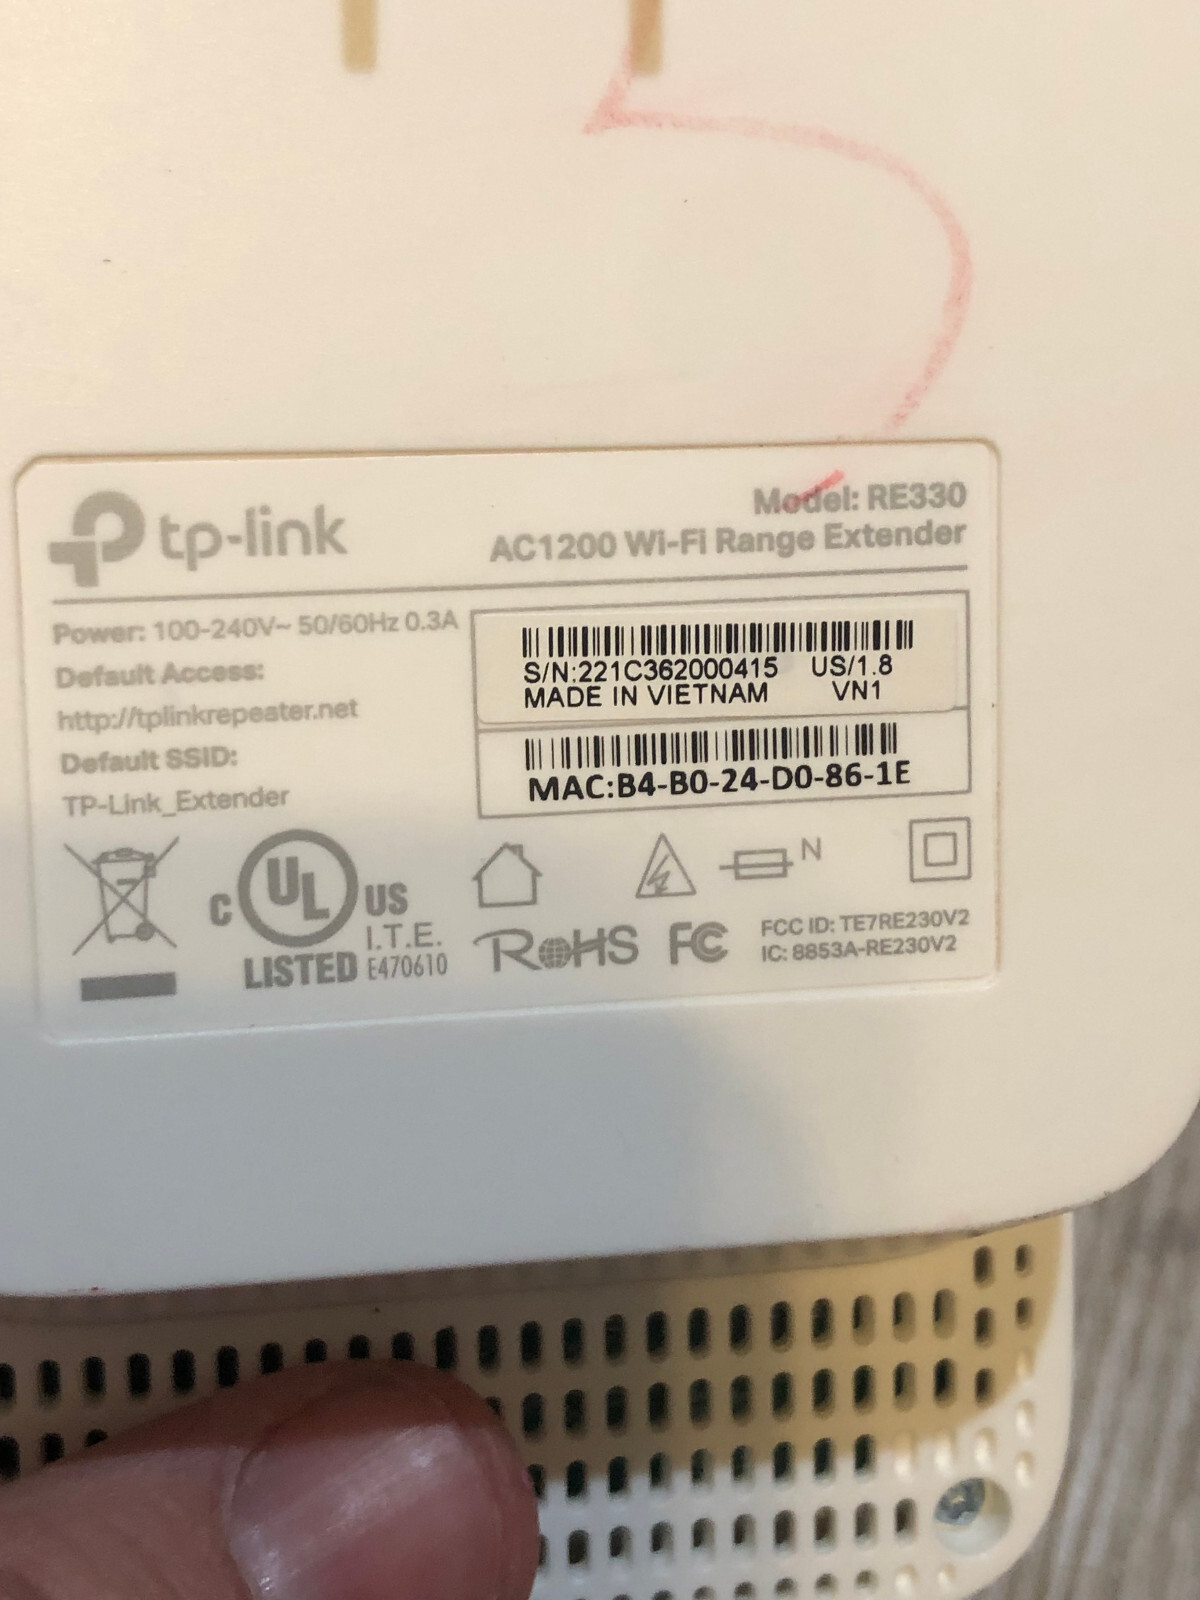 tp-link
Model: RE330
AC1200 Wi-Fi Range Extender
Power: 100-240V~ 50/60Hz 0.3A
Default Access:
http://tplinkrepeater.net
Default SSID:
TP-Link_Extender
S/N:221C362000415 US/1.8
MADE IN VIETNAM VN1
MAC:B4-B0-24-D0-86-1E
C UL US
LISTED
I.T.E.
E470610
N
RoHS
FC
FCC ID: TE7RE230V2
IC: 8853A-RE230V2